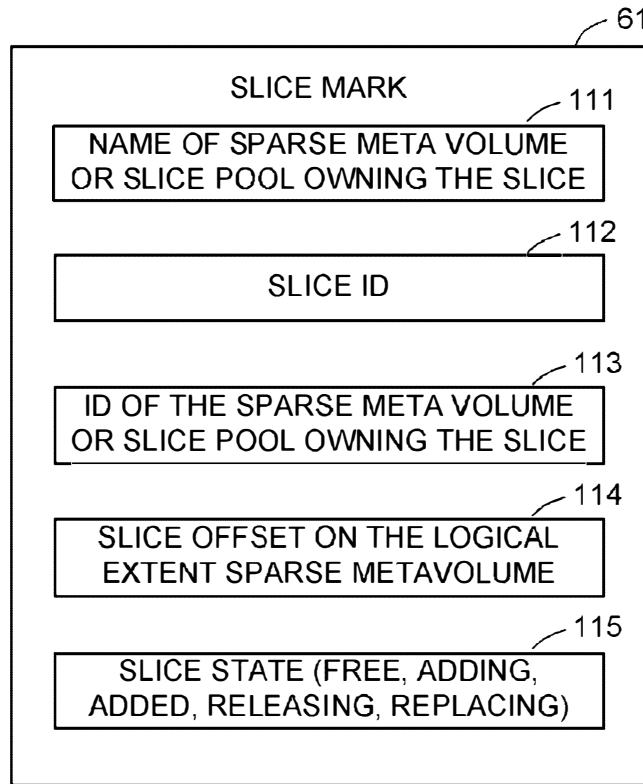 61
SLICE MARK
111
NAME OF SPARSE META VOLUME
OR SLICE POOL OWNING THE SLICE
112
SLICE ID
113
ID OF THE SPARSE META VOLUME
OR SLICE POOL OWNING THE SLICE
114
SLICE OFFSET ON THE LOGICAL
EXTENT SPARSE METAVOLUME
115
SLICE STATE (FREE, ADDING,
ADDED, RELEASING, REPLACING)